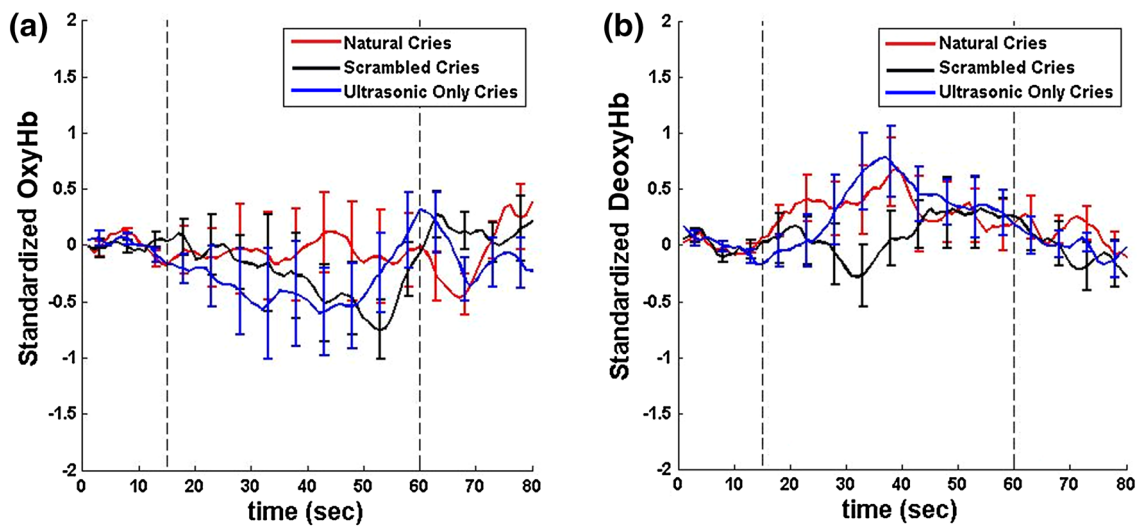 (a)
Standardized OxyHb
2
1.5
1
0.5
0
-0.5
-1
-1.5
-2
Natural Cries
Scrambled Cries
Ultrasonic Only Cries
0 10 20 30 40 50 60 70 80
time (sec)
(b)
Standardized DeoxyHb
2
1.5
1
0.5
0
-0.5
-1
-1.5
-2
Natural Cries
Scrambled Cries
Ultrasonic Only Cries
0 10 20 30 40 50 60 70 80
time (sec)